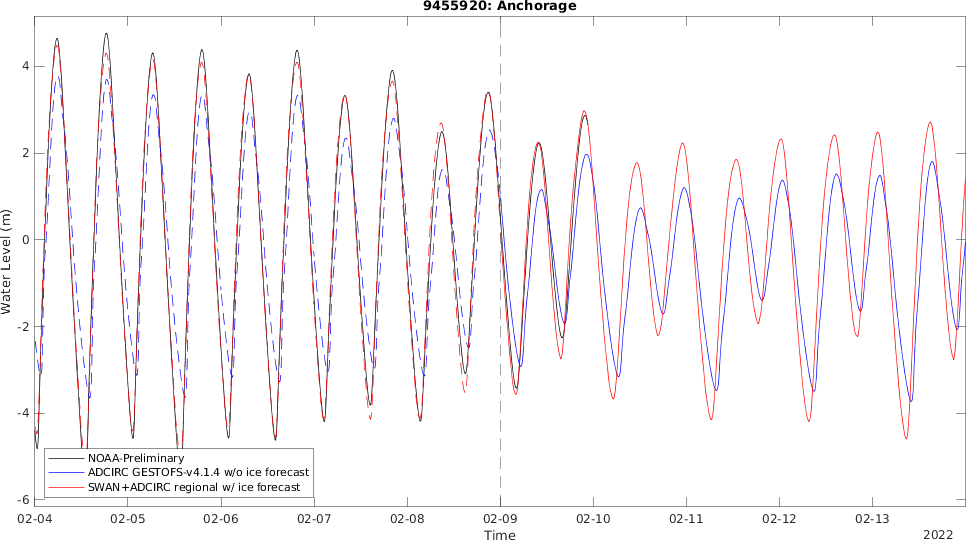 9455920: Anchorage
Water Level (m)
4
2
0
-2
-4
-6
NOAA-Preliminary
ADCIRC GESTOFS-v4.1.4 w/o ice forecast
SWAN+ADCIRC regional w/ ice forecast
02-04 02-05 02-06 02-07 02-08 02-09 02-10 02-11 02-12 02-13
Time
2022